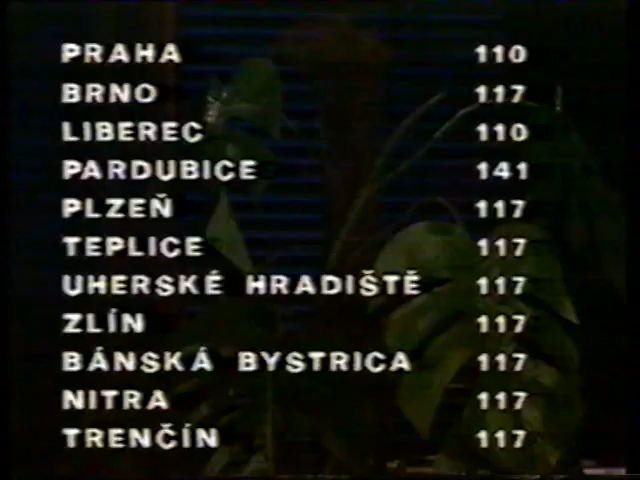 PRAHA 110
BRNO 117
LIBEREC 110
PARDUBICE 141
PLZEŇ 117
TEPLICE 117
UHERSKÉ HRADIŠTĚ 117
ZLÍN 117
BÁNSKÁ BYSTRICA 117
NITRA 117
TRENČÍN 117